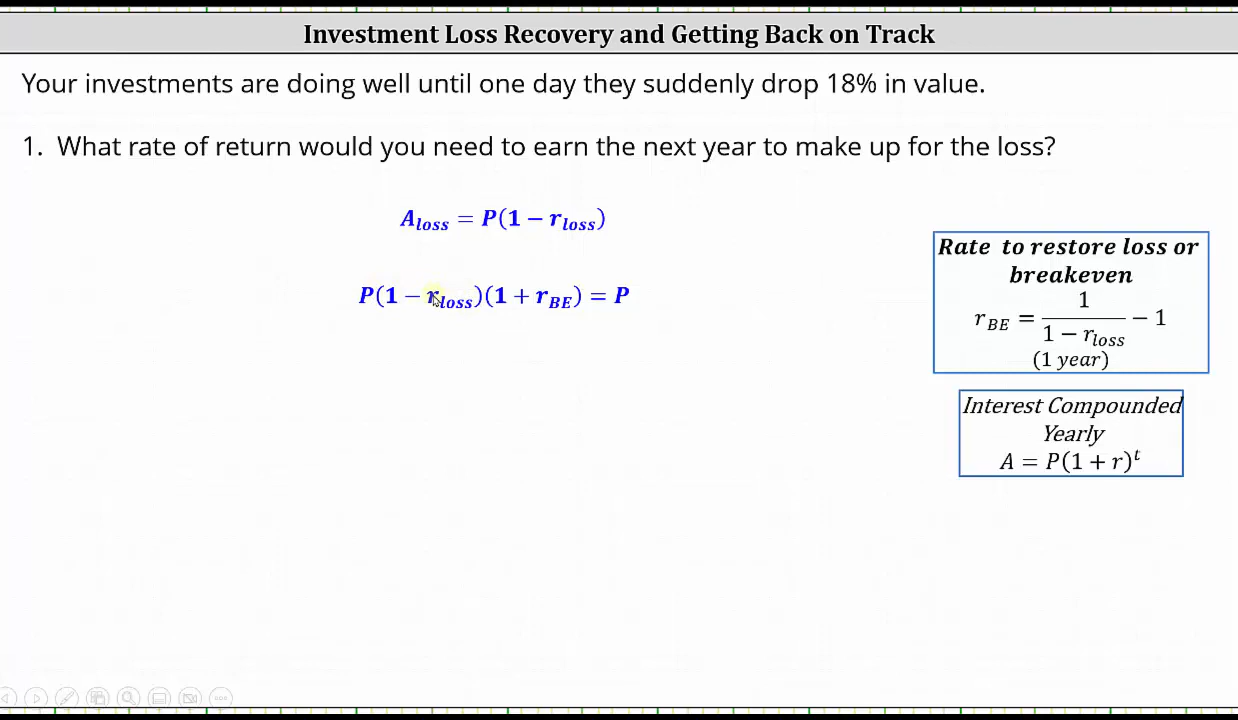 Investment Loss Recovery and Getting Back on Track
Your investments are doing well until one day they suddenly drop 18% in value.
1. What rate of return would you need to earn the next year to make up for the loss?
A_loss = P(1 − r_loss)
P(1 − r_loss)(1 + r_BE) = P
Rate to restore loss or
breakeven
r_BE = 1/(1 − r_loss) − 1
(1 year)
Interest Compounded
Yearly
A = P(1 + r)^t